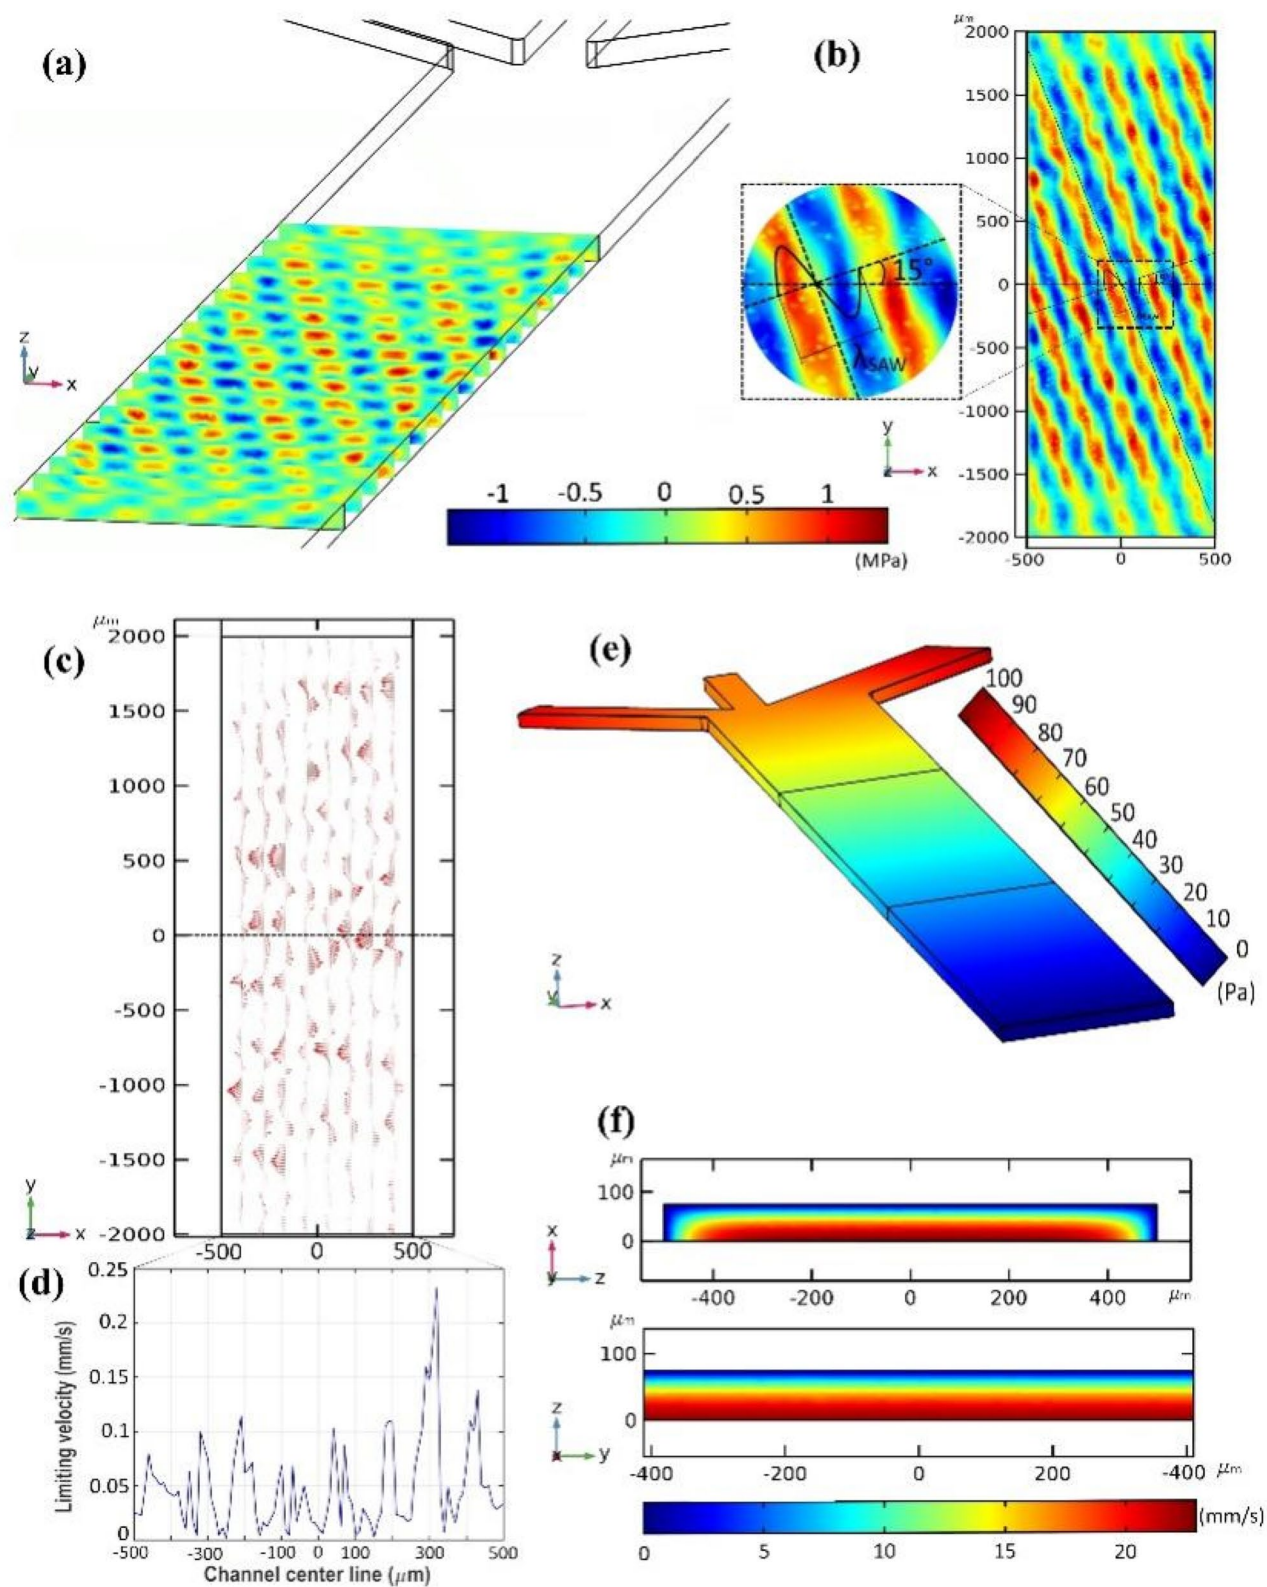 (a)
z
y
x
-1 -0.5 0 0.5 1
(MPa)
(b)
μm
2000
1500
1000
500
0
-500
-1000
-1500
-2000
-500 0 500
15°
λSAW
15°
y
z
x
(c)
μm
2000
1500
1000
500
0
-500
-1000
-1500
-2000
-500 0 500
y
z
x
(d)
Limiting velocity (mm/s)
0.25
0.2
0.15
0.1
0.05
0
-500 -300 -100 0 100 300 500
Channel center line (μm)
(e)
100
90
80
70
60
50
40
30
20
10
0
(Pa)
z
y
x
(f)
μm
100
0
-400 -200 0 200 400 μm
x
y
z
μm
100
0
-400 -200 0 200 -400 μm
z
x
y
(mm/s)
0 5 10 15 20